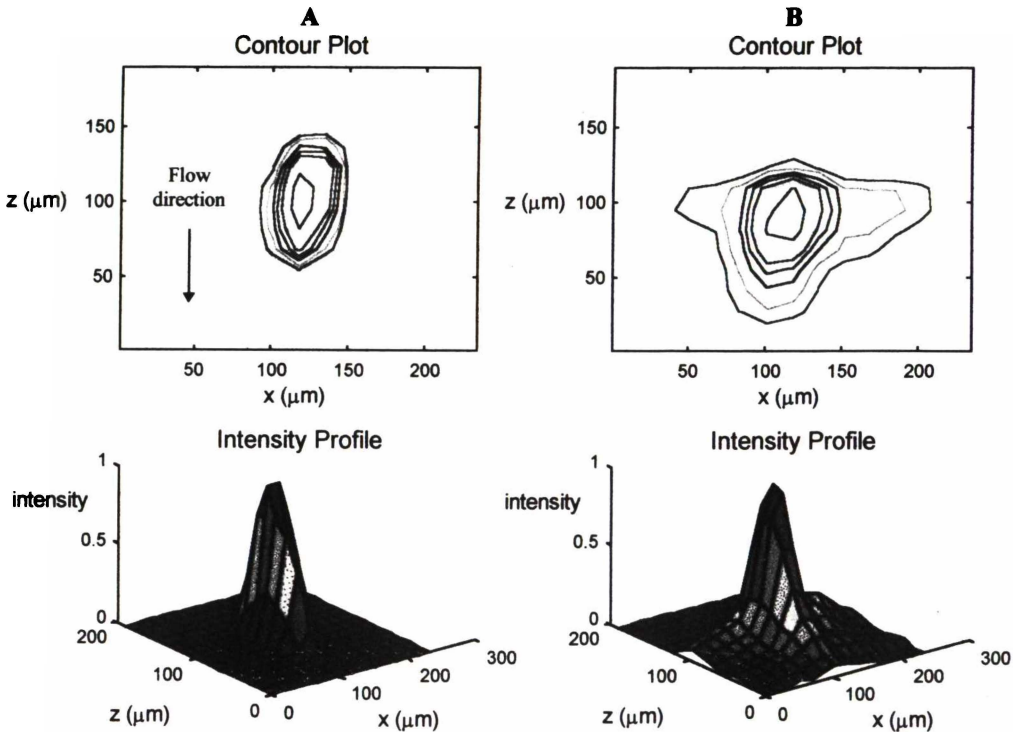 A
Contour Plot
150
100
50
z (μm)
Flow
direction
50
100
150
200
x (μm)
Intensity Profile
1
0.5
0
intensity
200
100
0
z (μm)
0
100
200
300
x (μm)
B
Contour Plot
150
100
50
z (μm)
50
100
150
200
x (μm)
Intensity Profile
1
0.5
0
intensity
200
100
0
z (μm)
0
100
200
300
x (μm)